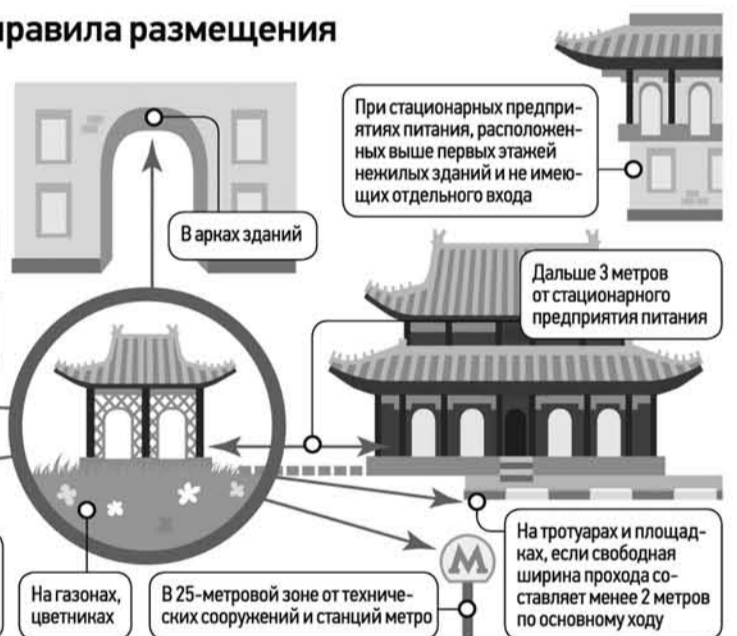 правила размещения
При стационарных предпри-
ятиях питания, расположен-
ных выше первых этажей
нежилых зданий и не имею-
щих отдельного входа
В арках зданий
Дальше 3 метров
от стационарного
предприятия питания
На газонах,
цветниках
В 25-метровой зоне от техниче-
ских сооружений и станций метро
М
На тротуарах и площад-
ках, если свободная
ширина прохода со-
ставляет менее 2 метров
по основному ходу